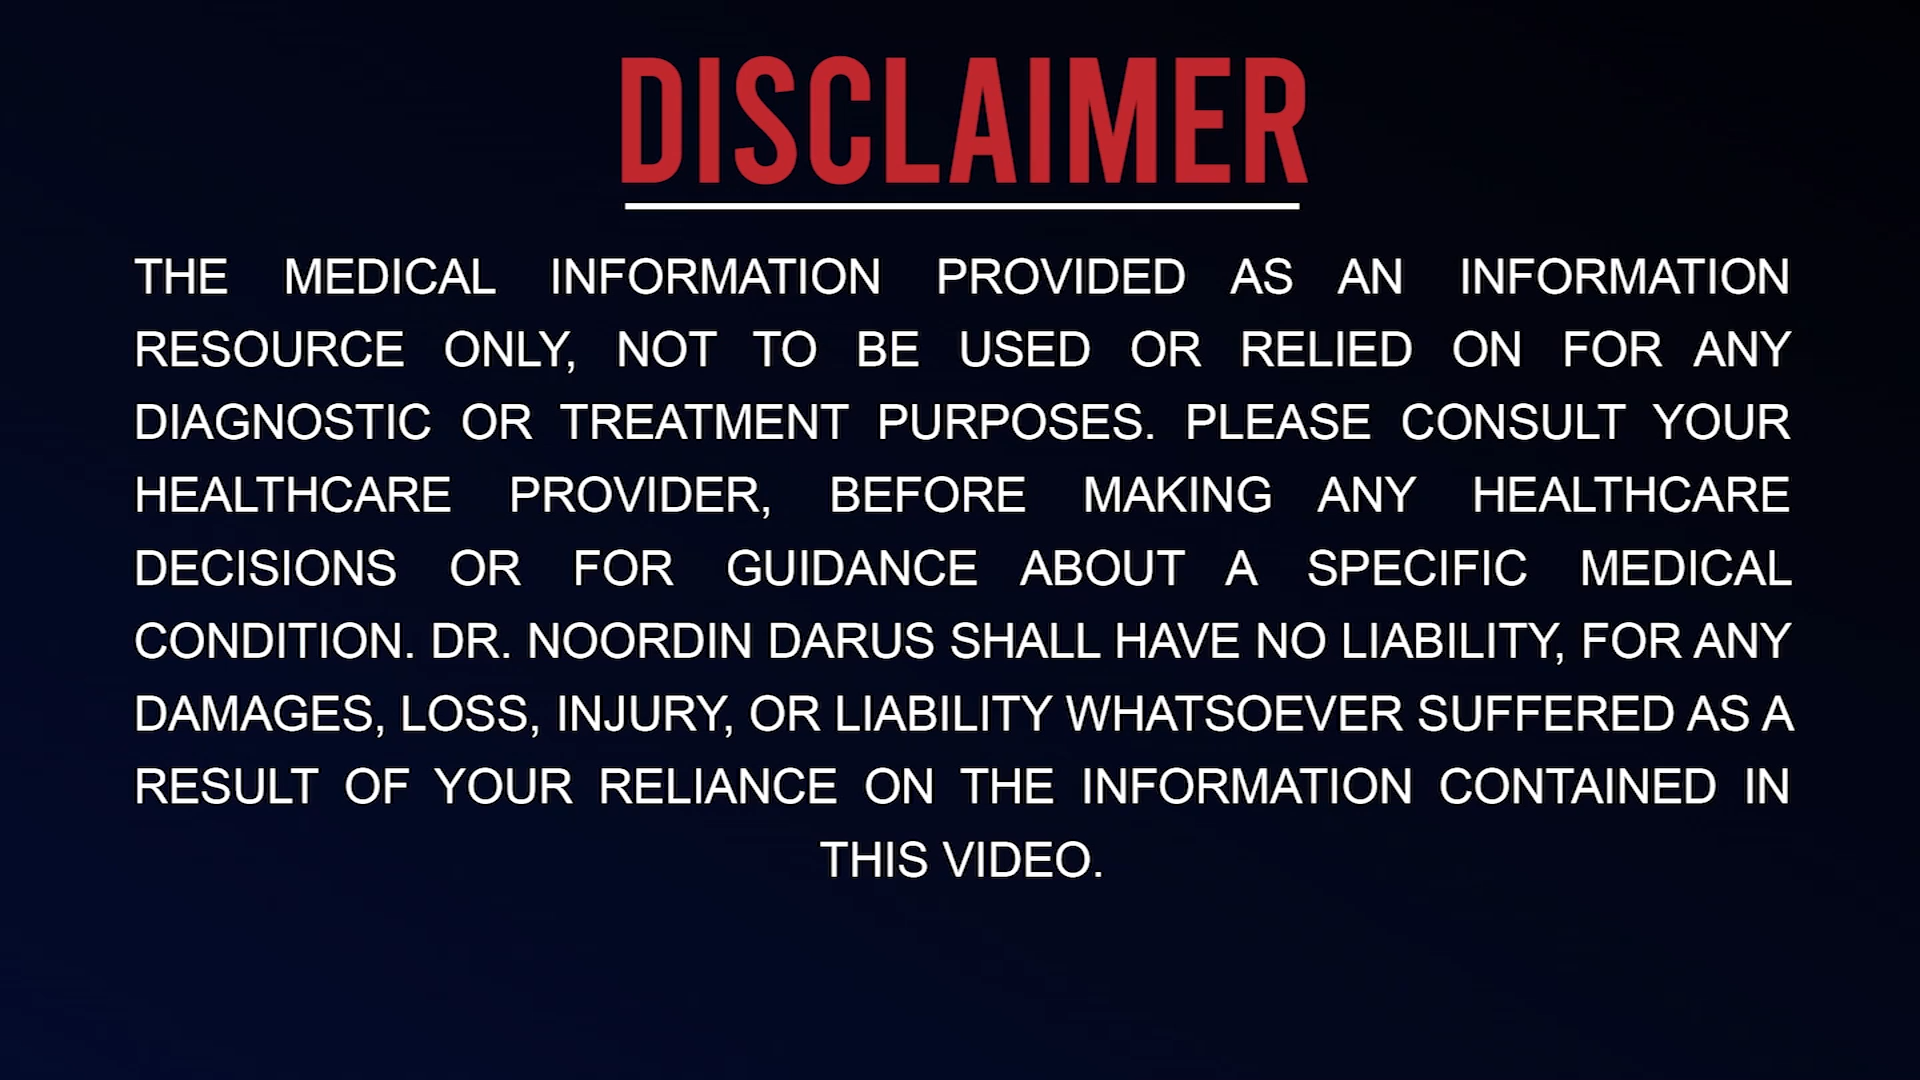 DISCLAIMER
THE MEDICAL INFORMATION PROVIDED AS AN INFORMATION
RESOURCE ONLY, NOT TO BE USED OR RELIED ON FOR ANY
DIAGNOSTIC OR TREATMENT PURPOSES. PLEASE CONSULT YOUR
HEALTHCARE PROVIDER, BEFORE MAKING ANY HEALTHCARE
DECISIONS OR FOR GUIDANCE ABOUT A SPECIFIC MEDICAL
CONDITION. DR. NOORDIN DARUS SHALL HAVE NO LIABILITY, FOR ANY
DAMAGES, LOSS, INJURY, OR LIABILITY WHATSOEVER SUFFERED AS A
RESULT OF YOUR RELIANCE ON THE INFORMATION CONTAINED IN
THIS VIDEO.